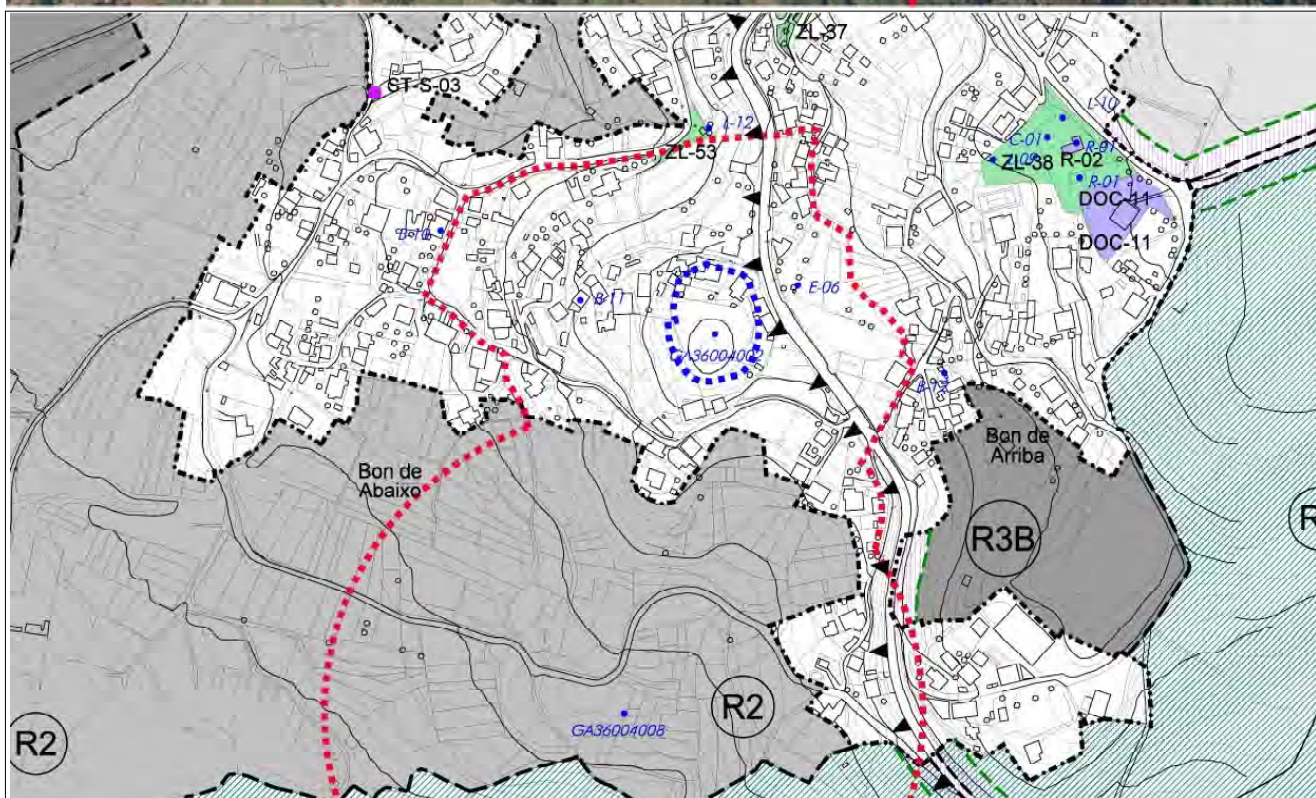 ZL-37
ST-S-03
L-10
L-12
C-01
R-01
ZL-53
ZL-38
R-02
R-01
DOC-11
DOC-11
B-11
E-06
GA36004002
Bon de
Abaixo
Bon de
Arriba
R3B
R
R2
R2
GA36004008